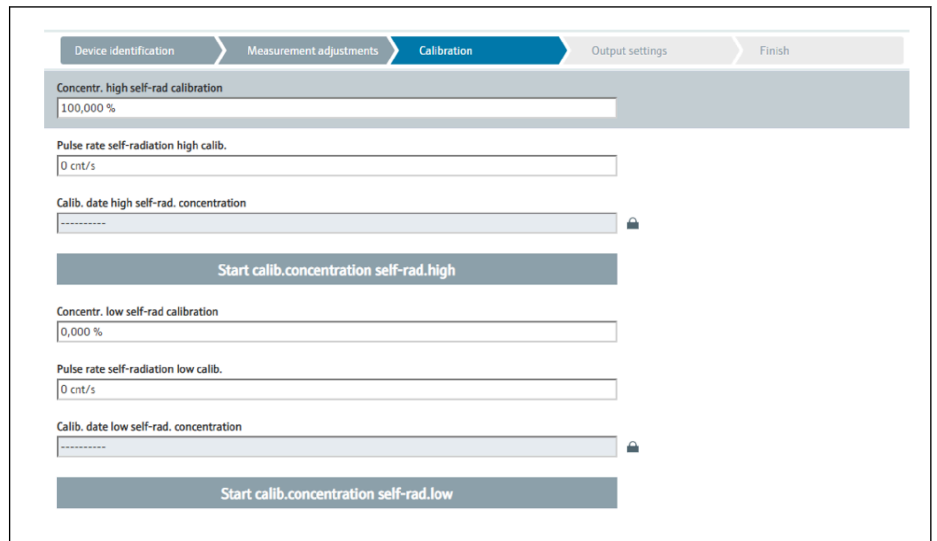 Device identification
Measurement adjustments
Calibration
Output settings
Finish
Concentr. high self-rad calibration
100,000 %
Pulse rate self-radiation high calib.
0 cnt/s
Calib. date high self-rad. concentration
----------
Start calib.concentration self-rad.high
Concentr. low self-rad calibration
0,000 %
Pulse rate self-radiation low calib.
0 cnt/s
Calib. date low self-rad. concentration
----------
Start calib.concentration self-rad.low